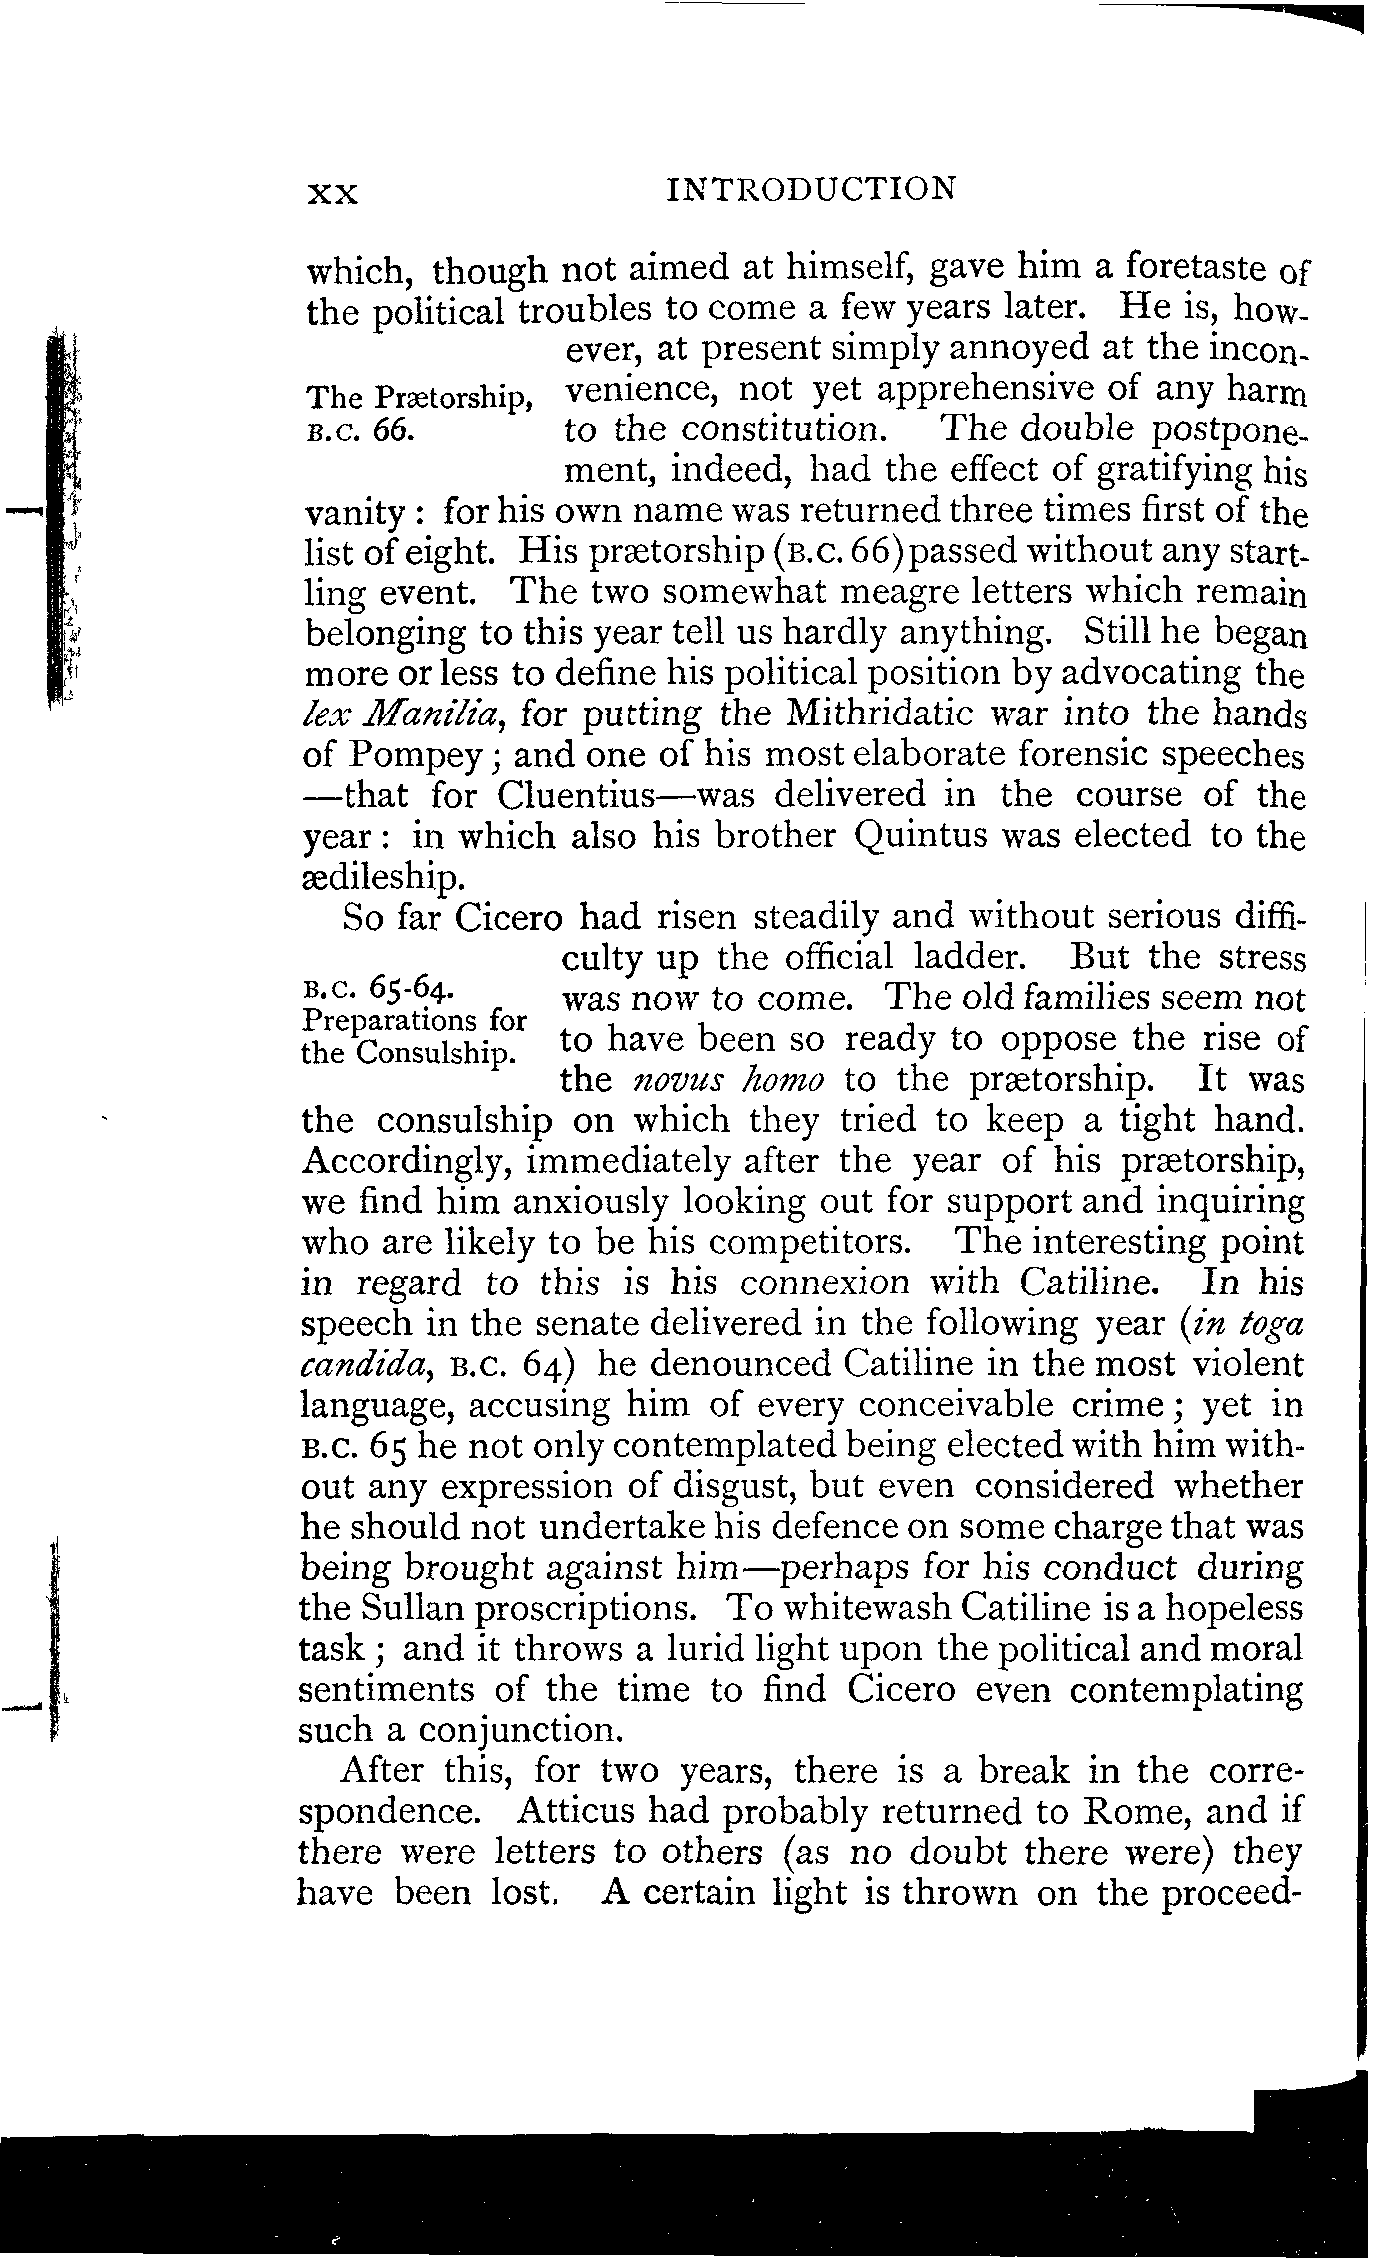 xx INTRODUCTION
which, though not aimed at himself, gave him a foretaste of
the political troubles to come a few years later. He is, how-
ever, at present simply annoyed at the incon-
The Prætorship,
B.C. 66.
venience, not yet apprehensive of any harm
to the constitution. The double postpone-
ment, indeed, had the effect of gratifying his
vanity : for his own name was returned three times first of the
list of eight. His prætorship (B.C. 66) passed without any start-
ling event. The two somewhat meagre letters which remain
belonging to this year tell us hardly anything. Still he began
more or less to define his political position by advocating the
lex Manilia, for putting the Mithridatic war into the hands
of Pompey ; and one of his most elaborate forensic speeches
—that for Cluentius—was delivered in the course of the
year : in which also his brother Quintus was elected to the
ædileship.
So far Cicero had risen steadily and without serious diffi-
culty up the official ladder. But the stress
B.C. 65-64.
Preparations for
the Consulship.
was now to come. The old families seem not
to have been so ready to oppose the rise of
the novus homo to the prætorship. It was
the consulship on which they tried to keep a tight hand.
Accordingly, immediately after the year of his prætorship,
we find him anxiously looking out for support and inquiring
who are likely to be his competitors. The interesting point
in regard to this is his connexion with Catiline. In his
speech in the senate delivered in the following year (in toga
candida, B.C. 64) he denounced Catiline in the most violent
language, accusing him of every conceivable crime ; yet in
B.C. 65 he not only contemplated being elected with him with-
out any expression of disgust, but even considered whether
he should not undertake his defence on some charge that was
being brought against him—perhaps for his conduct during
the Sullan proscriptions. To whitewash Catiline is a hopeless
task ; and it throws a lurid light upon the political and moral
sentiments of the time to find Cicero even contemplating
such a conjunction.
After this, for two years, there is a break in the corre-
spondence. Atticus had probably returned to Rome, and if
there were letters to others (as no doubt there were) they
have been lost. A certain light is thrown on the proceed-